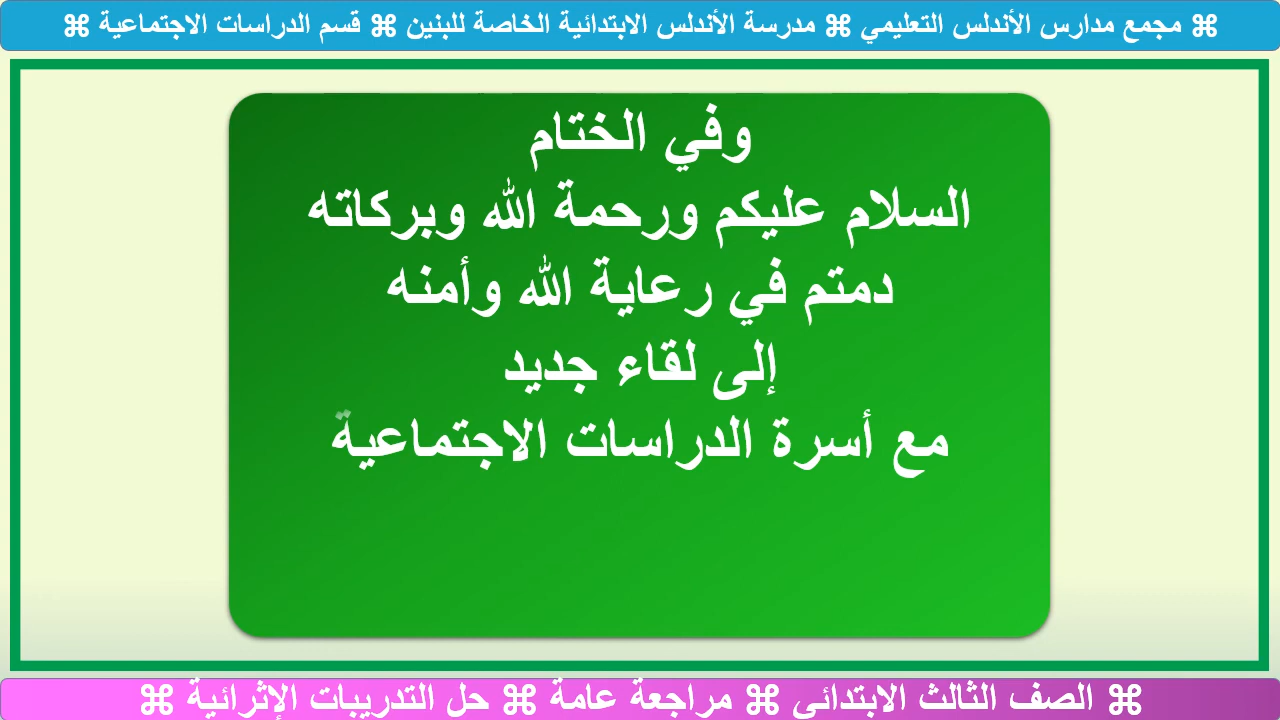 ⌘ مجمع مدارس الأندلس التعليمي ⌘ مدرسة الأندلس الابتدائية الخاصة للبنين ⌘ قسم الدراسات الاجتماعية ⌘
وفي الختام
السلام عليكم ورحمة الله وبركاته
دمتم في رعاية الله وأمنه
إلى لقاء جديد
مع أسرة الدراسات الاجتماعية
⌘ الصف الثالث الابتدائي ⌘ مراجعة عامة ⌘ حل التدريبات الإثرائية ⌘